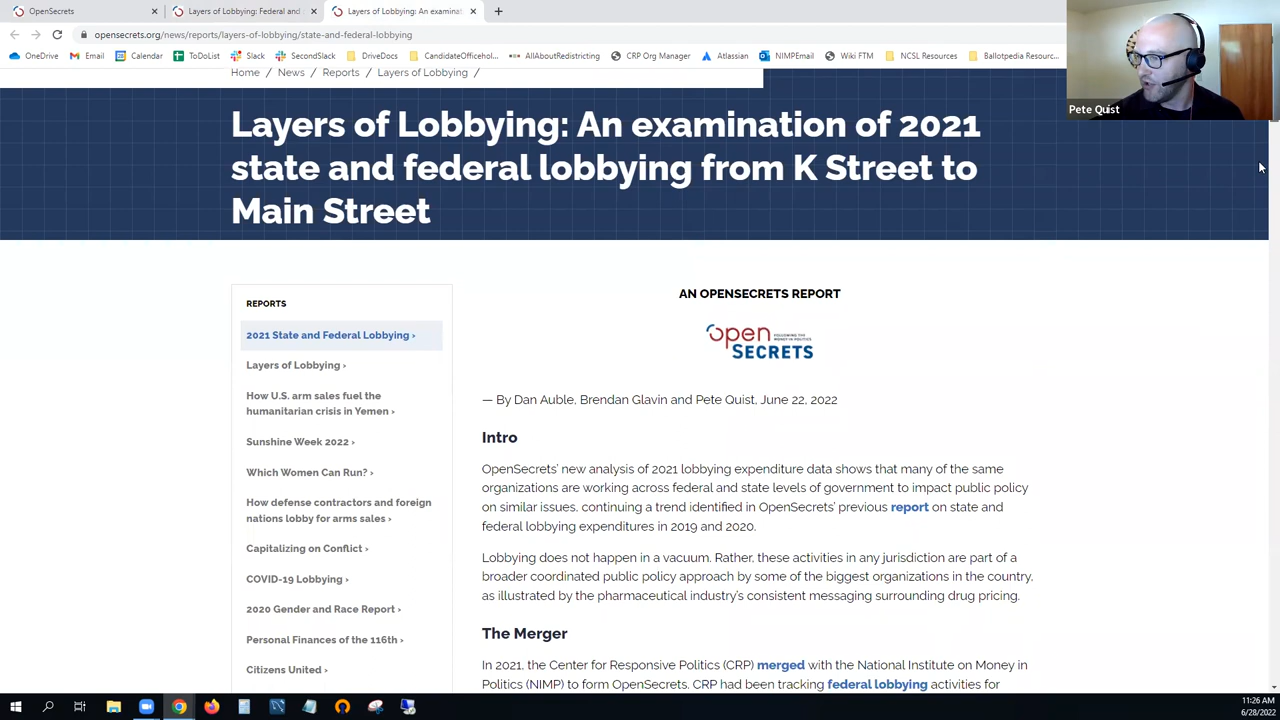 OpenSecrets
Layers of Lobbying: Federal and
Layers of Lobbying: An examinat
opensecrets.org/news/reports/layers-of-lobbying/state-and-federal-lobbying
OneDrive
Email
Calendar
ToDoList
Slack
SecondSlack
DriveDocs
CandidateOfficehol...
AllAboutRedistricting
CRP Org Manager
Atlassian
NIMPEmail
Wiki FTM
NCSL Resources
Ballotpedia Resourc...
Pete Quist
Home / News / Reports / Layers of Lobbying /
Layers of Lobbying: An examination of 2021
state and federal lobbying from K Street to
Main Street
REPORTS
2021 State and Federal Lobbying ›
Layers of Lobbying ›
How U.S. arm sales fuel the
humanitarian crisis in Yemen ›
Sunshine Week 2022 ›
Which Women Can Run? ›
How defense contractors and foreign
nations lobby for arms sales ›
Capitalizing on Conflict ›
COVID-19 Lobbying ›
2020 Gender and Race Report ›
Personal Finances of the 116th ›
Citizens United ›
AN OPENSECRETS REPORT
open FOLLOWING THE
MONEY IN POLITICS
SECRETS
— By Dan Auble, Brendan Glavin and Pete Quist, June 22, 2022
Intro
OpenSecrets' new analysis of 2021 lobbying expenditure data shows that many of the same
organizations are working across federal and state levels of government to impact public policy
on similar issues, continuing a trend identified in OpenSecrets' previous report on state and
federal lobbying expenditures in 2019 and 2020.
Lobbying does not happen in a vacuum. Rather, these activities in any jurisdiction are part of a
broader coordinated public policy approach by some of the biggest organizations in the country,
as illustrated by the pharmaceutical industry's consistent messaging surrounding drug pricing.
The Merger
In 2021, the Center for Responsive Politics (CRP) merged with the National Institute on Money in
Politics (NIMP) to form OpenSecrets. CRP had been tracking federal lobbying activities for
11:26 AM
6/28/2022